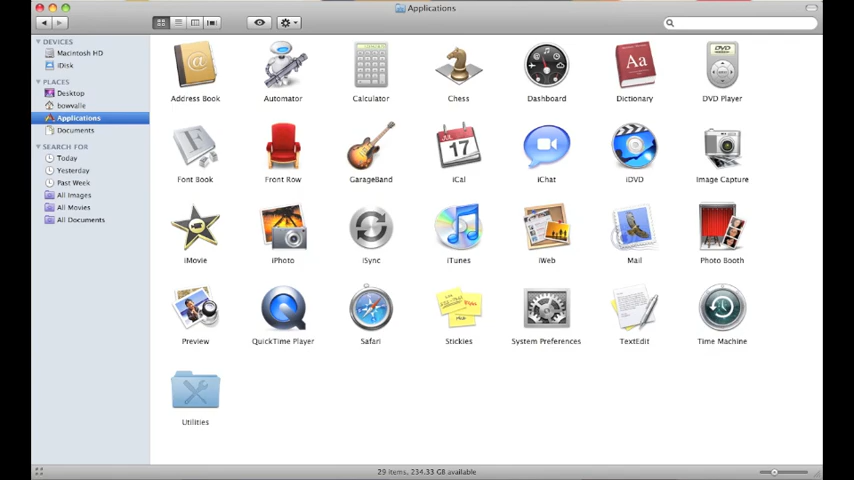 Applications
DEVICES
Macintosh HD
iDisk
PLACES
Desktop
bowvalle
Applications
Documents
SEARCH FOR
Today
Yesterday
Past Week
All Images
All Movies
All Documents
Address Book
Automator
Calculator
Chess
Dashboard
Dictionary
DVD Player
Font Book
Front Row
GarageBand
iCal
iChat
iDVD
Image Capture
iMovie
iPhoto
iSync
iTunes
iWeb
Mail
Photo Booth
Preview
QuickTime Player
Safari
Stickies
System Preferences
TextEdit
Time Machine
Utilities
29 items, 234.33 GB available
@
Aa
DVD
F
17